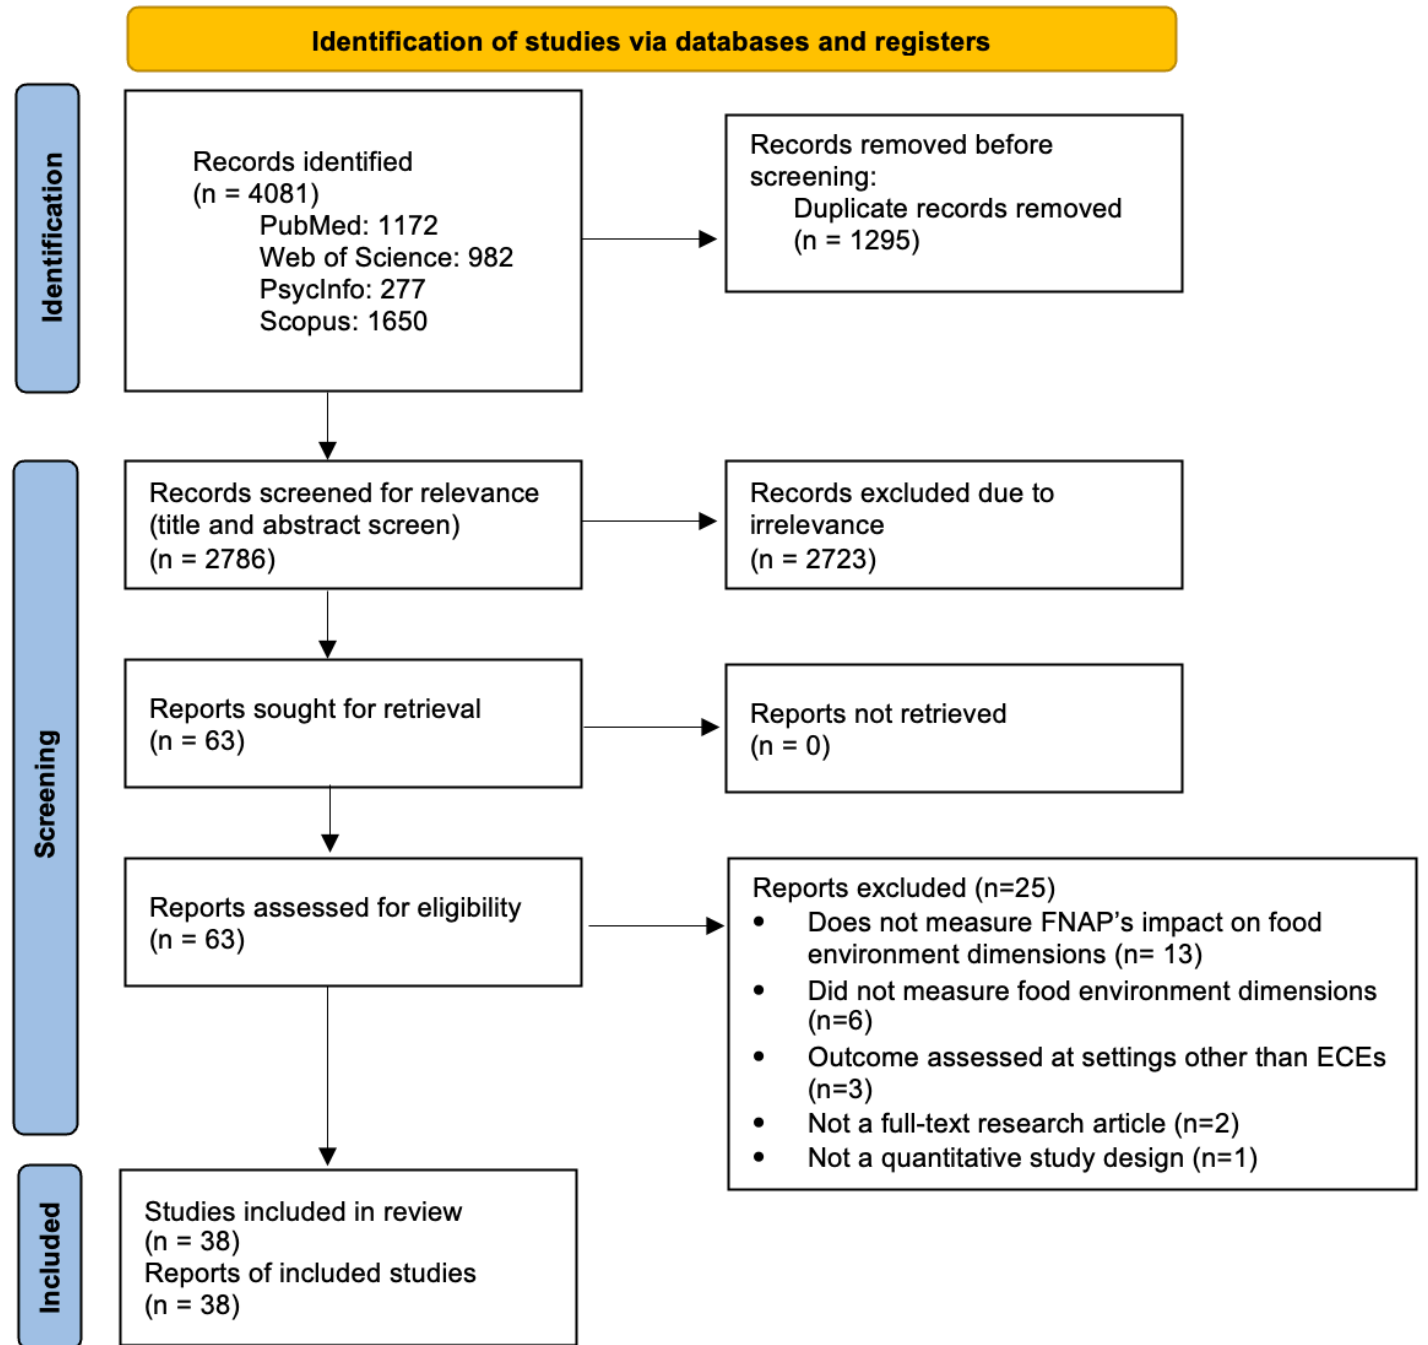 Identification of studies via databases and registers
Identification
Records identified
(n = 4081)
PubMed: 1172
Web of Science: 982
PsycInfo: 277
Scopus: 1650
Records removed before
screening:
Duplicate records removed
(n = 1295)
Screening
Records screened for relevance
(title and abstract screen)
(n = 2786)
Records excluded due to
irrelevance
(n = 2723)
Reports sought for retrieval
(n = 63)
Reports not retrieved
(n = 0)
Reports assessed for eligibility
(n = 63)
Reports excluded (n=25)
• Does not measure FNAP’s impact on food
environment dimensions (n= 13)
• Did not measure food environment dimensions
(n=6)
• Outcome assessed at settings other than ECEs
(n=3)
• Not a full-text research article (n=2)
• Not a quantitative study design (n=1)
Included
Studies included in review
(n = 38)
Reports of included studies
(n = 38)